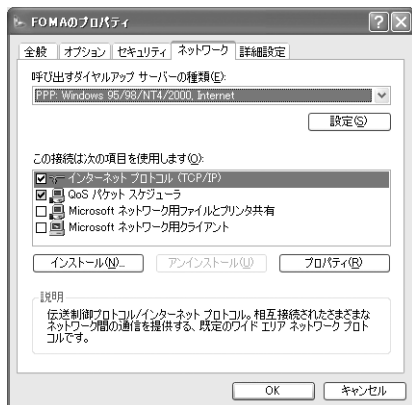 FOMAのプロパティ
全般 オプション セキュリティ ネットワーク 詳細設定
呼び出すダイヤルアップ サーバーの種類(E):
PPP: Windows 95/98/NT4/2000, Internet
設定(S)
この接続は次の項目を使用します(O):
インターネット プロトコル (TCP/IP)
QoS パケット スケジューラ
Microsoft ネットワーク用ファイルとプリンタ共有
Microsoft ネットワーク用クライアント
インストール(N)... アンインストール(U) プロパティ(R)
説明
伝送制御プロトコル/インターネット プロトコル。相互接続されたさまざまな
ネットワーク間の通信を提供する、既定のワイド エリア ネットワーク プロト
コルです。
OK キャンセル